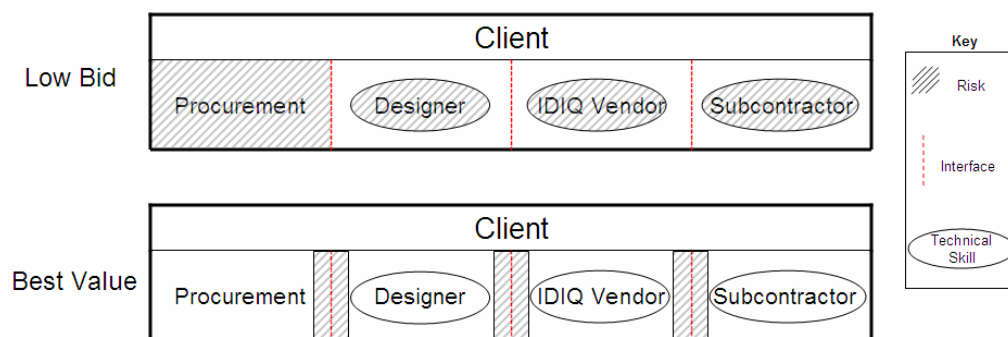 Client
Low Bid
Procurement
Designer
IDIQ Vendor
Subcontractor
Key
Risk
Interface
Technical
Skill
Client
Best Value
Procurement
Designer
IDIQ Vendor
Subcontractor